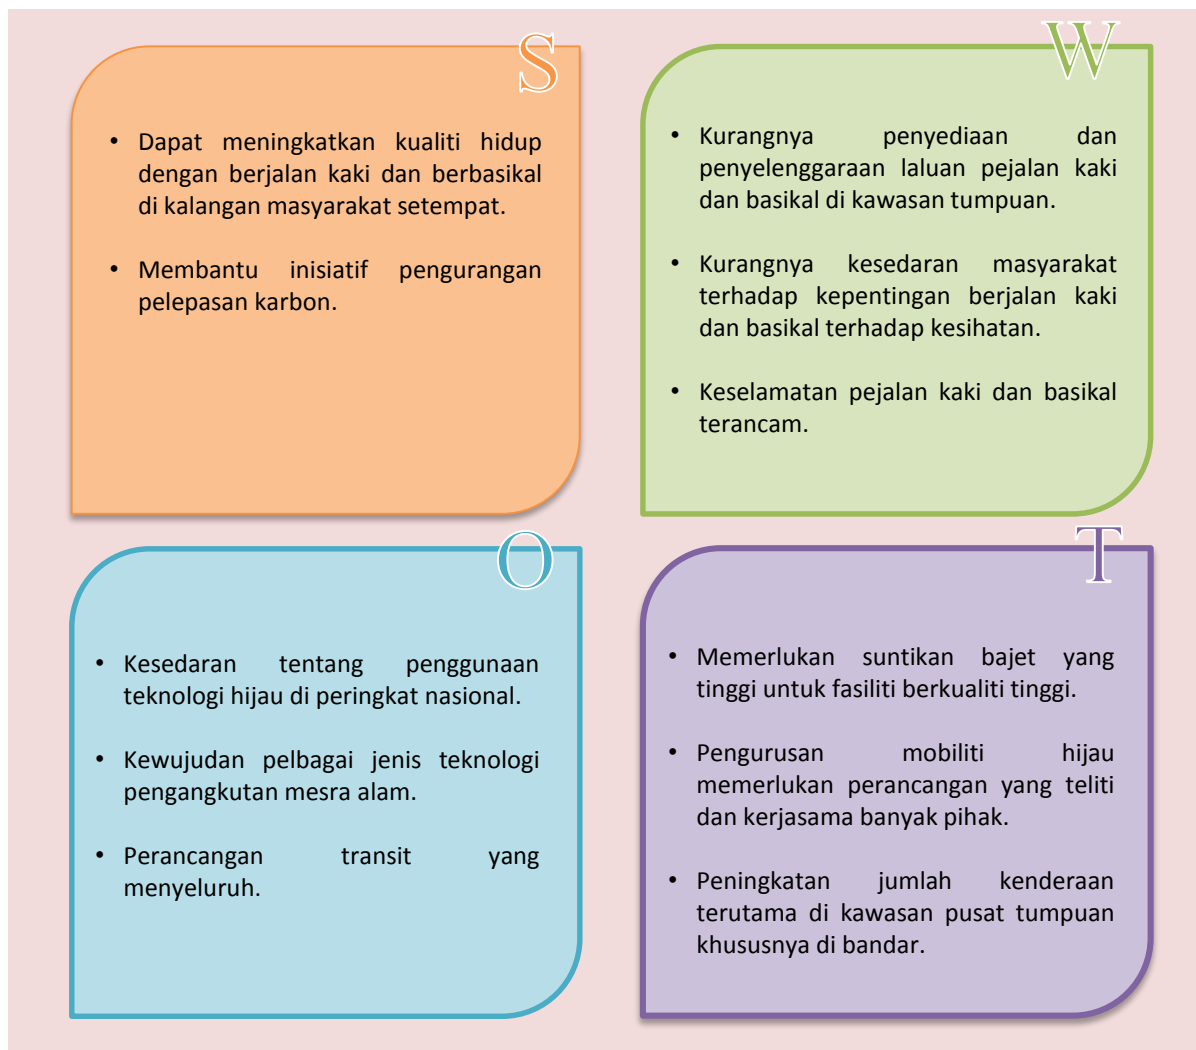 S
• Dapat meningkatkan kualiti hidup
dengan berjalan kaki dan berbasikal
di kalangan masyarakat setempat.
• Membantu inisiatif pengurangan
pelepasan karbon.
W
• Kurangnya penyediaan dan
penyelenggaraan laluan pejalan kaki
dan basikal di kawasan tumpuan.
• Kurangnya kesedaran masyarakat
terhadap kepentingan berjalan kaki
dan basikal terhadap kesihatan.
• Keselamatan pejalan kaki dan basikal
terancam.
O
• Kesedaran tentang penggunaan
teknologi hijau di peringkat nasional.
• Kewujudan pelbagai jenis teknologi
pengangkutan mesra alam.
• Perancangan transit yang
menyeluruh.
T
• Memerlukan suntikan bajet yang
tinggi untuk fasiliti berkualiti tinggi.
• Pengurusan mobiliti hijau
memerlukan perancangan yang teliti
dan kerjasama banyak pihak.
• Peningkatan jumlah kenderaan
terutama di kawasan pusat tumpuan
khususnya di bandar.